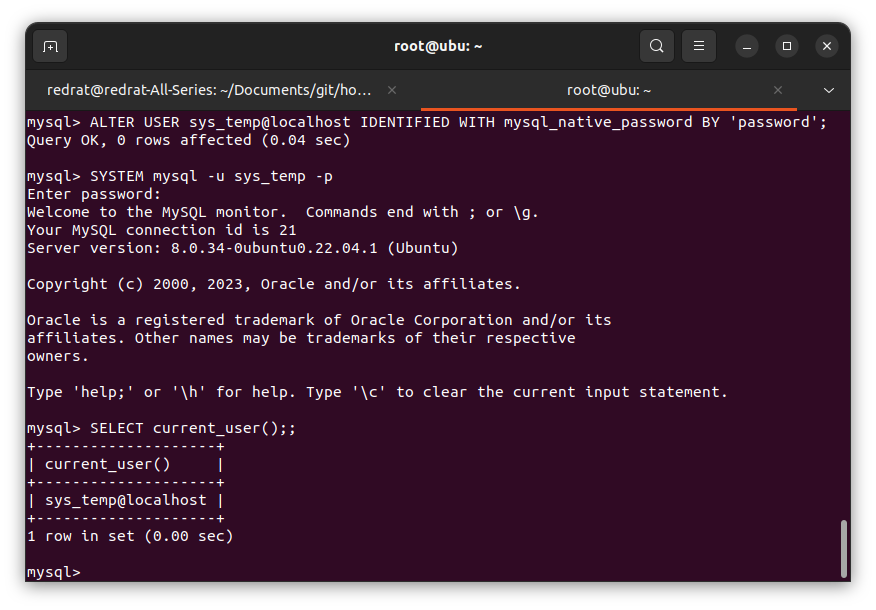 root@ubu: ~
redrat@redrat-All-Series: ~/Documents/git/ho...
root@ubu: ~
mysql> ALTER USER sys_temp@localhost IDENTIFIED WITH mysql_native_password BY 'password';
Query OK, 0 rows affected (0.04 sec)
mysql> SYSTEM mysql -u sys_temp -p
Enter password:
Welcome to the MySQL monitor.  Commands end with ; or \g.
Your MySQL connection id is 21
Server version: 8.0.34-0ubuntu0.22.04.1 (Ubuntu)
Copyright (c) 2000, 2023, Oracle and/or its affiliates.
Oracle is a registered trademark of Oracle Corporation and/or its
affiliates. Other names may be trademarks of their respective
owners.
Type 'help;' or '\h' for help. Type '\c' to clear the current input statement.
mysql> SELECT current_user();;
+--------------------+
| current_user()     |
+--------------------+
| sys_temp@localhost |
+--------------------+
1 row in set (0.00 sec)
mysql>